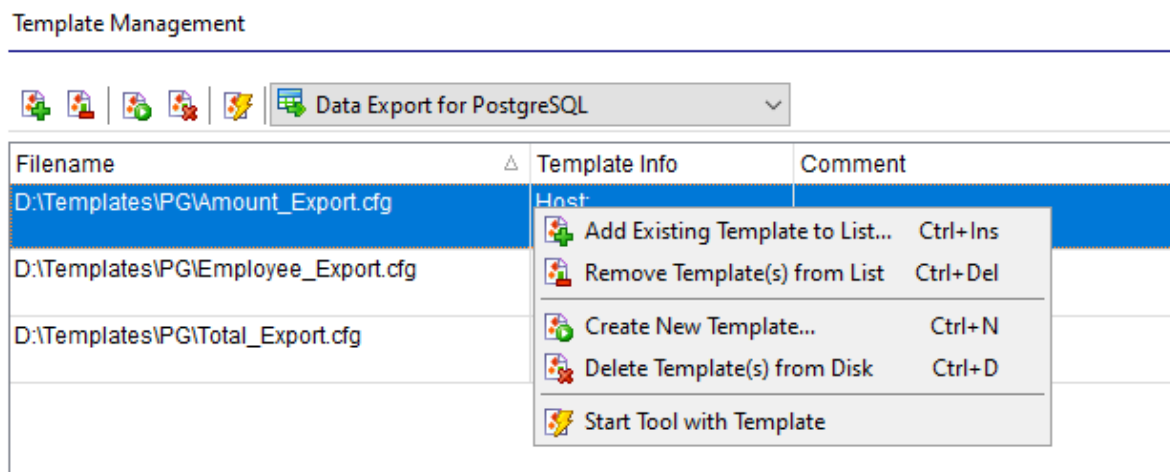 Template Management
Data Export for PostgreSQL
Filename Template Info Comment
D:\Templates\PG\Amount_Export.cfg Host:
Add Existing Template to List... Ctrl+Ins
D:\Templates\PG\Employee_Export.cfg
Remove Template(s) from List Ctrl+Del
D:\Templates\PG\Total_Export.cfg
Create New Template... Ctrl+N
Delete Template(s) from Disk Ctrl+D
Start Tool with Template